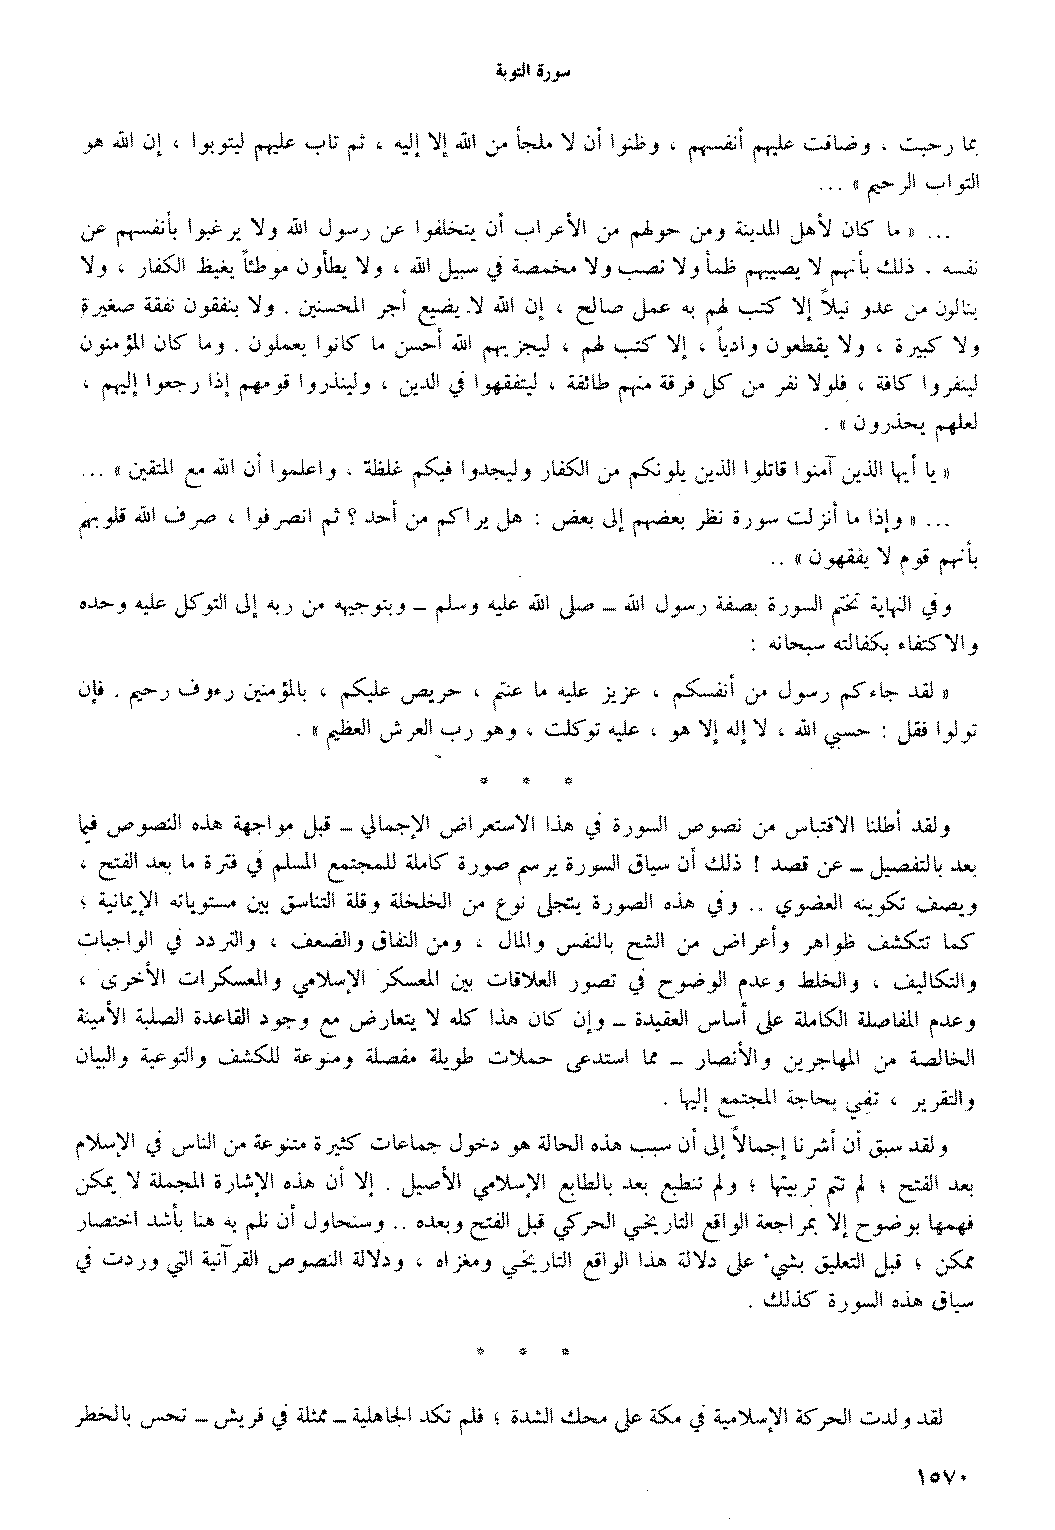 سورة التوبة
بما رحبت ، وضاقت عليهم أنفسهم ، وظنوا أن لا ملجأ من الله إلا إليه ، ثم تاب عليهم ليتوبوا ، إن الله هو
التواب الرحيم » ...
... « ما كان لأهل المدينة ومن حولهم من الأعراب أن يتخلفوا عن رسول الله ولا يرغبوا بأنفسهم عن
نفسه . ذلك بأنهم لا يصيبهم ظمأ ولا نصب ولا مخمصة في سبيل الله ، ولا يطأون موطئاً يغيظ الكفار ، ولا
ينالون من عدو نيلاً إلا كتب لهم به عمل صالح ، إن الله لا يضيع أجر المحسنين . ولا ينفقون نفقة صغيرة
ولا كبيرة ، ولا يقطعون وادياً ، إلا كتب لهم ، ليجزيهم الله أحسن ما كانوا يعملون . وما كان المؤمنون
لينفروا كافة ، فلولا نفر من كل فرقة منهم طائفة ، ليتفقهوا في الدين ، ولينذروا قومهم إذا رجعوا إليهم ،
لعلهم يحذرون » .
« يا أيها الذين آمنوا قاتلوا الذين يلونكم من الكفار وليجدوا فيكم غلظة ، واعلموا أن الله مع المتقين » ...
... « وإذا ما أنزلت سورة نظر بعضهم إلى بعض : هل يراكم من أحد ؟ ثم انصرفوا ، صرف الله قلوبهم
بأنهم قوم لا يفقهون » ..
وفي النهاية تختم السورة بصفة رسول الله – صلى الله عليه وسلم – وبتوجيهه من ربه إلى التوكل عليه وحده
والاكتفاء بكفالته سبحانه :
« لقد جاءكم رسول من أنفسكم ، عزيز عليه ما عنتم ، حريص عليكم ، بالمؤمنين رءوف رحيم . فإن
تولوا فقل : حسبي الله ، لا إله إلا هو ، عليه توكلت ، وهو رب العرش العظيم » .
* * *
ولقد أطلنا الاقتباس من نصوص السورة في هذا الاستعراض الإجمالي – قبل مواجهة هذه النصوص فيما
بعد بالتفصيل – عن قصد ! ذلك أن سياق السورة يرسم صورة كاملة للمجتمع المسلم في فترة ما بعد الفتح ،
ويصف تكوينه العضوي .. وفي هذه الصورة يتجلى نوع من الخلخلة وقلة التناسق بين مستوياته الإيمانية ؛
كما تتكشف ظواهر وأعراض من الشح بالنفس والمال ، ومن النفاق والضعف ، والتردد في الواجبات
والتكاليف ، والخلط وعدم الوضوح في تصور العلاقات بين المعسكر الإسلامي والمعسكرات الأخرى ،
وعدم المفاصلة الكاملة على أساس العقيدة – وإن كان هذا كله لا يتعارض مع وجود القاعدة الصلبة الأمينة
الخالصة من المهاجرين والأنصار – مما استدعى حملات طويلة مفصلة ومنوعة للكشف والتوعية والبيان
والتقرير ، تفي بحاجة المجتمع إليها .
ولقد سبق أن أشرنا إجمالاً إلى أن سبب هذه الحالة هو دخول جماعات كثيرة متنوعة من الناس في الإسلام
بعد الفتح ؛ لم تتم تربيتها ؛ ولم تنطبع بعد بالطابع الإسلامي الأصيل . إلا أن هذه الإشارة المجملة لا يمكن
فهمها بوضوح إلا بمراجعة الواقع التاريخي الحركي قبل الفتح وبعده .. وسنحاول أن نلم به هنا بأشد اختصار
ممكن ؛ قبل التعليق بشيء على دلالة هذا الواقع التاريخي ومغزاه ، ودلالة النصوص القرآنية التي وردت في
سياق هذه السورة كذلك .
* * *
لقد ولدت الحركة الإسلامية في مكة على محك الشدة ؛ فلم تكد الجاهلية – ممثلة في قريش – تحس بالخطر
١٥٧٠